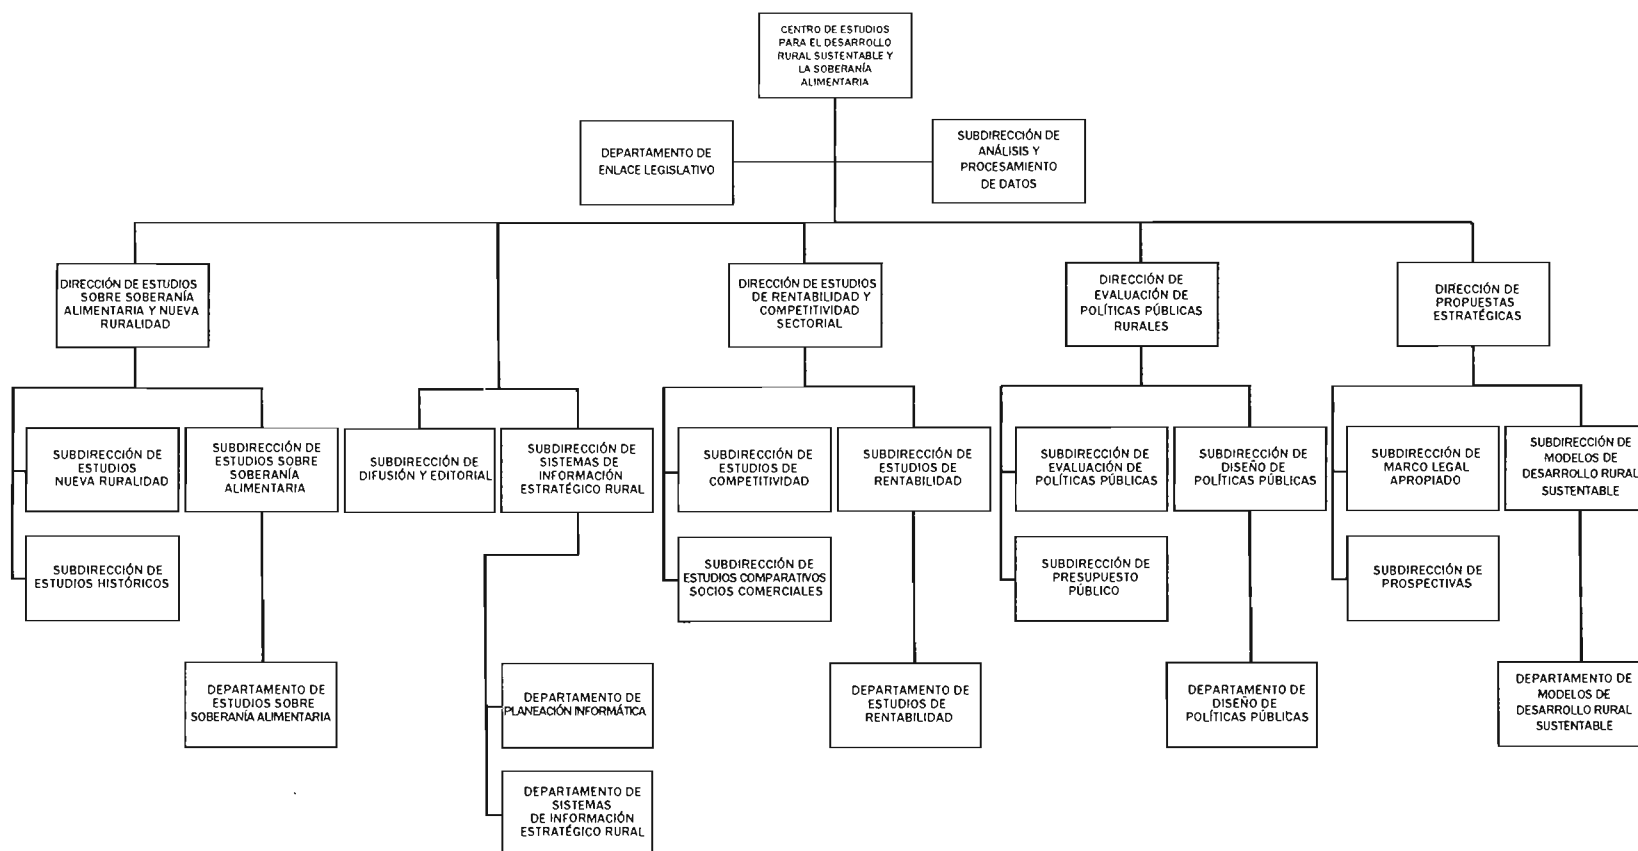 CENTRO DE ESTUDIOS
PARA EL DESARROLLO
RURAL SUSTENTABLE Y
LA SOBERANÍA
ALIMENTARIA
DEPARTAMENTO DE
ENLACE LEGISLATIVO
SUBDIRECCIÓN DE
ANÁLISIS Y
PROCESAMIENTO
DE DATOS
DIRECCIÓN DE ESTUDIOS
SOBRE SOBERANÍA
ALIMENTARIA Y NUEVA
RURALIDAD
DIRECCIÓN DE ESTUDIOS
DE RENTABILIDAD Y
COMPETITIVIDAD
SECTORIAL
DIRECCIÓN DE
EVALUACIÓN DE
POLÍTICAS PÚBLICAS
RURALES
DIRECCIÓN DE
PROPUESTAS
ESTRATÉGICAS
SUBDIRECCIÓN DE
ESTUDIOS
NUEVA RURALIDAD
SUBDIRECCIÓN DE
ESTUDIOS SOBRE
SOBERANÍA
ALIMENTARIA
SUBDIRECCIÓN DE
DIFUSIÓN Y EDITORIAL
SUBDIRECCIÓN DE
SISTEMAS DE
INFORMACIÓN
ESTRATÉGICO RURAL
SUBDIRECCIÓN DE
ESTUDIOS DE
COMPETITIVIDAD
SUBDIRECCIÓN DE
ESTUDIOS DE
RENTABILIDAD
SUBDIRECCIÓN DE
EVALUACIÓN DE
POLÍTICAS PÚBLICAS
SUBDIRECCIÓN DE
DISEÑO DE
POLÍTICAS PÚBLICAS
SUBDIRECCIÓN DE
MARCO LEGAL
APROPIADO
SUBDIRECCIÓN DE
MODELOS DE
DESARROLLO RURAL
SUSTENTABLE
SUBDIRECCIÓN DE
ESTUDIOS HISTÓRICOS
SUBDIRECCIÓN DE
ESTUDIOS COMPARATIVOS
SOCIOS COMERCIALES
SUBDIRECCIÓN DE
PRESUPUESTO
PÚBLICO
SUBDIRECCIÓN DE
PROSPECTIVAS
DEPARTAMENTO DE
ESTUDIOS SOBRE
SOBERANÍA ALIMENTARIA
DEPARTAMENTO DE
PLANEACIÓN INFORMÁTICA
DEPARTAMENTO DE
ESTUDIOS DE
RENTABILIDAD
DEPARTAMENTO DE
DISEÑO DE
POLÍTICAS PÚBLICAS
DEPARTAMENTO DE
MODELOS DE
DESARROLLO RURAL
SUSTENTABLE
DEPARTAMENTO DE
SISTEMAS
DE INFORMACIÓN
ESTRATÉGICO RURAL